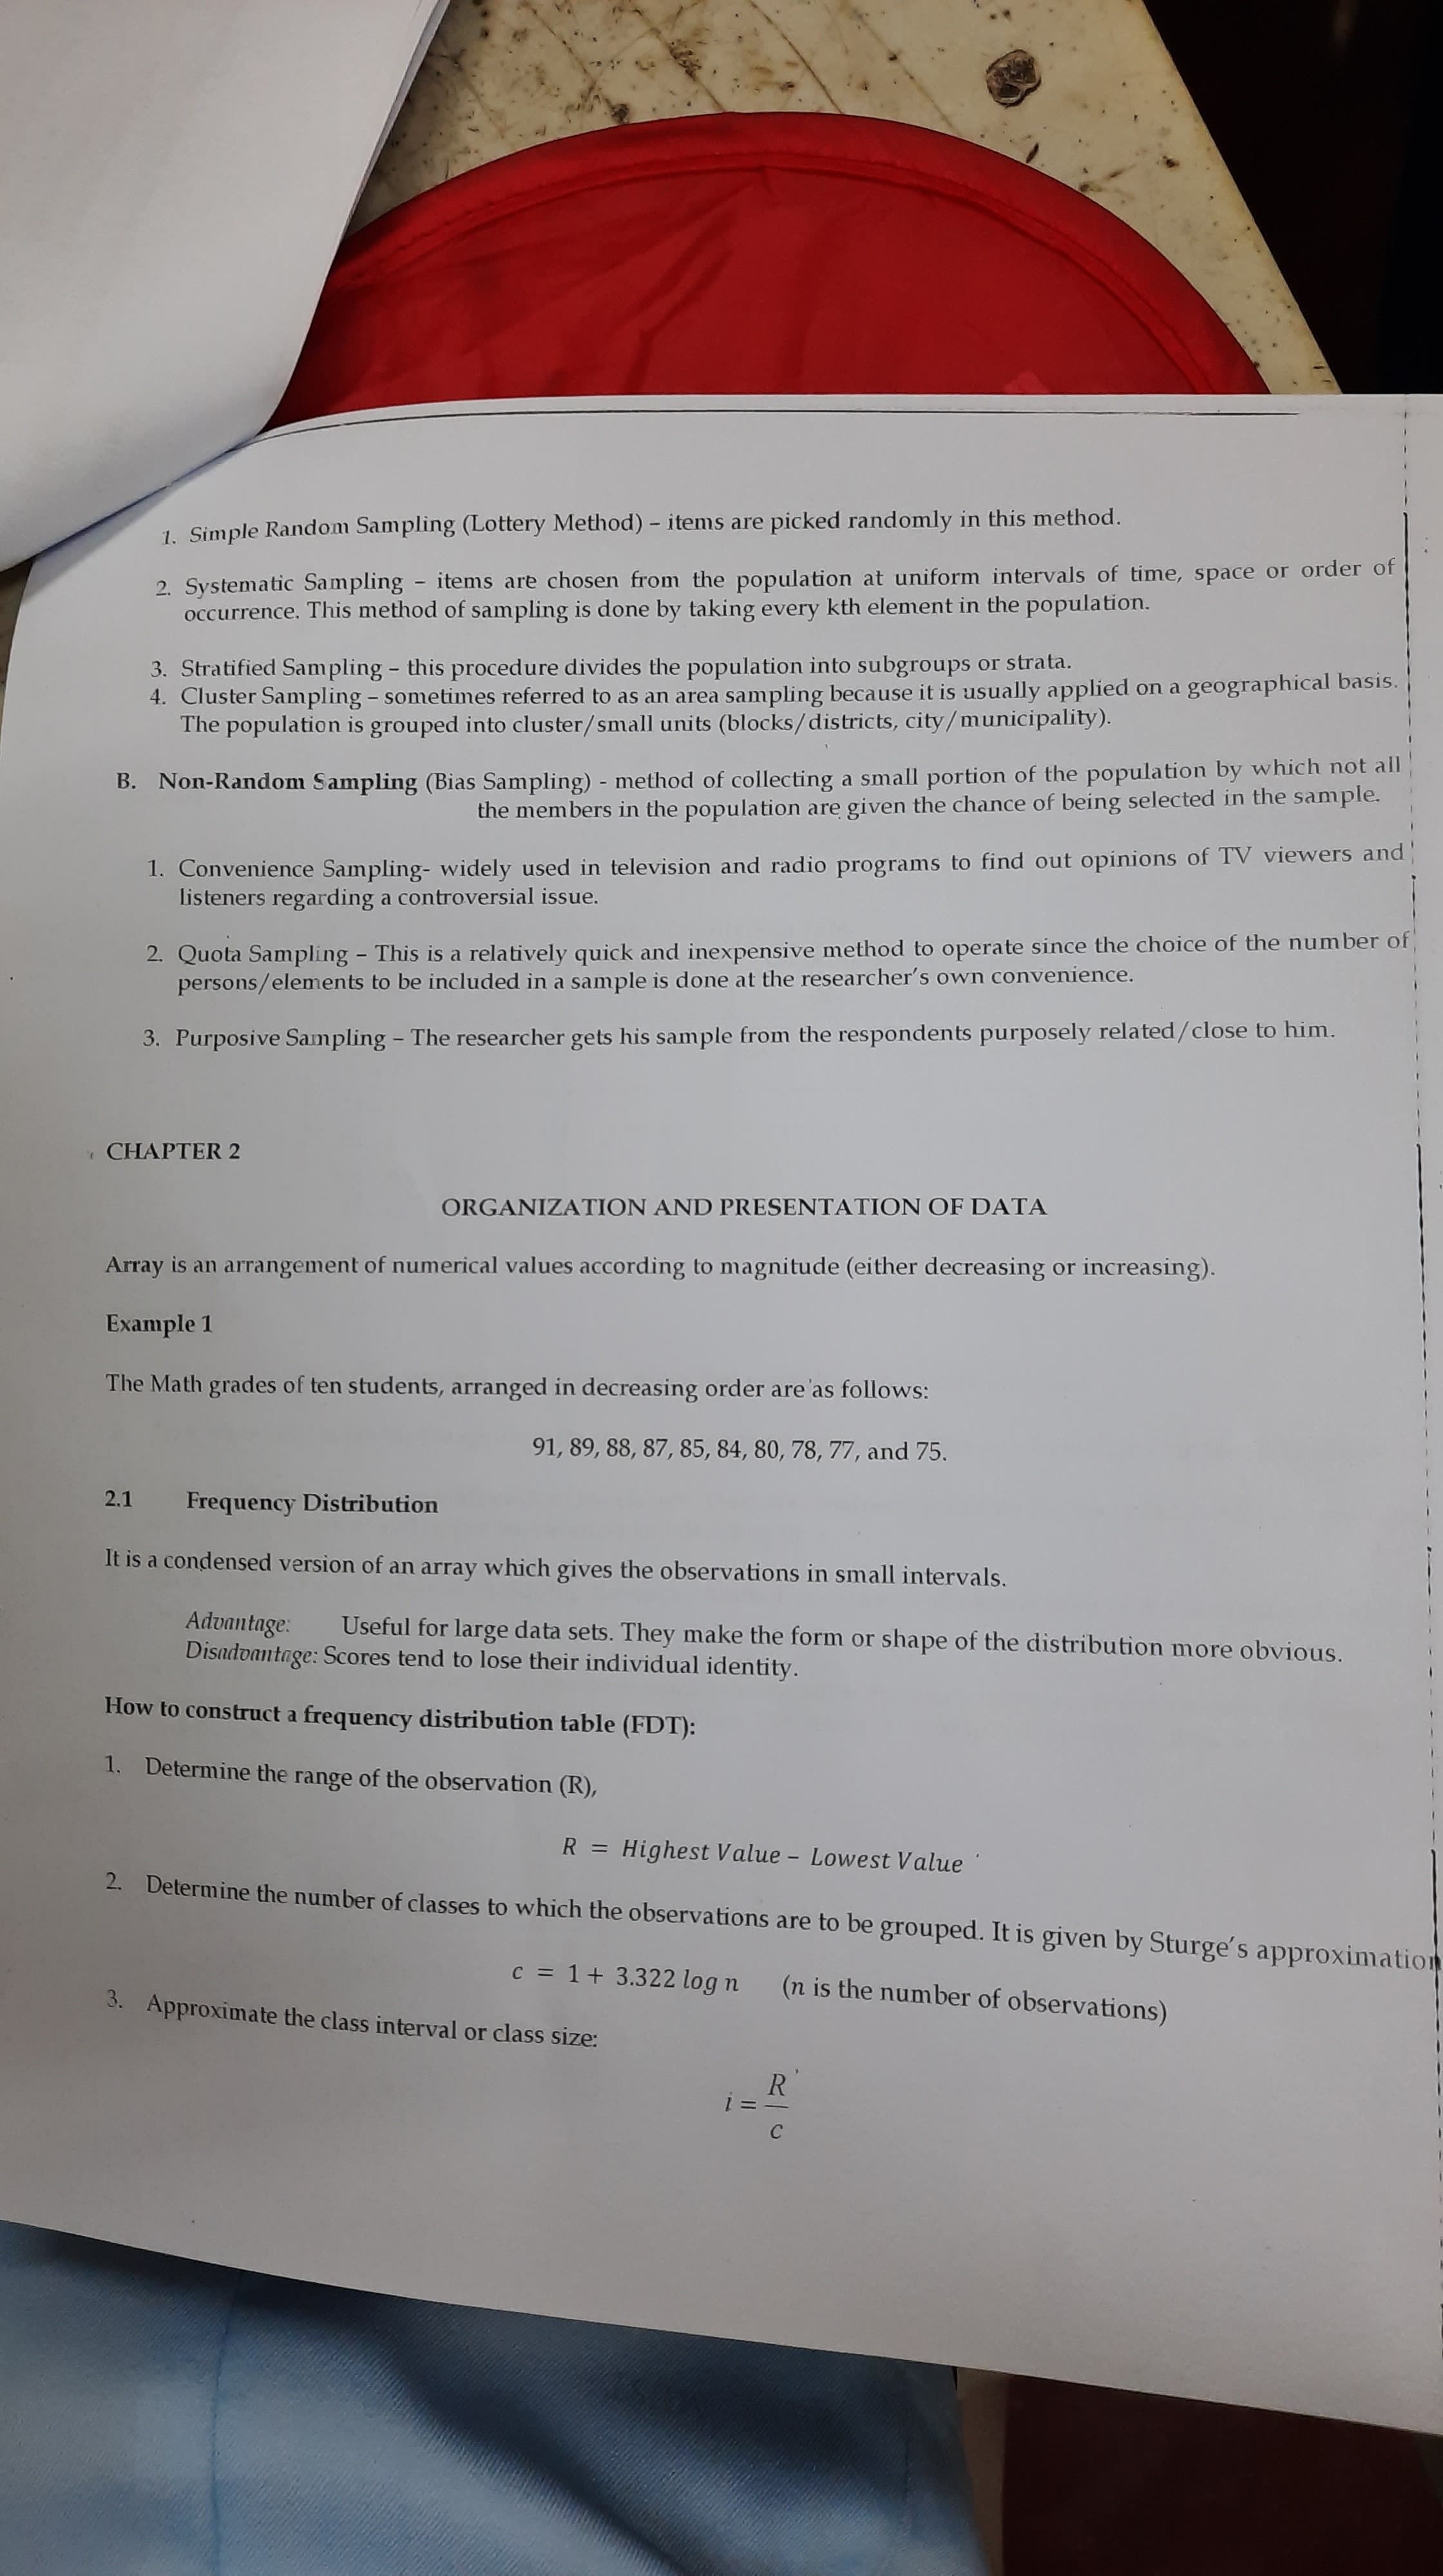 1. Simple Random Sampling (Lottery Method) – items are picked randomly in this method.
2. Systematic Sampling – items are chosen from the population at uniform intervals of time, space or order of
occurrence. This method of sampling is done by taking every kth element in the population.
3. Stratified Sampling – this procedure divides the population into subgroups or strata.
4. Cluster Sampling – sometimes referred to as an area sampling because it is usually applied on a geographical basis.
The population is grouped into cluster/small units (blocks/districts, city/municipality).
B. Non-Random Sampling (Bias Sampling) - method of collecting a small portion of the population by which not all
the members in the population are given the chance of being selected in the sample.
1. Convenience Sampling- widely used in television and radio programs to find out opinions of TV viewers and
listeners regarding a controversial issue.
2. Quota Sampling – This is a relatively quick and inexpensive method to operate since the choice of the number of
persons/elements to be included in a sample is done at the researcher's own convenience.
3. Purposive Sampling – The researcher gets his sample from the respondents purposely related/close to him.
CHAPTER 2
ORGANIZATION AND PRESENTATION OF DATA
Array is an arrangement of numerical values according to magnitude (either decreasing or increasing).
Example 1
The Math grades of ten students, arranged in decreasing order are as follows:
91, 89, 88, 87, 85, 84, 80, 78, 77, and 75.
2.1 Frequency Distribution
It is a condensed version of an array which gives the observations in small intervals.
Advantage: Useful for large data sets. They make the form or shape of the distribution more obvious.
Disadvantage: Scores tend to lose their individual identity.
How to construct a frequency distribution table (FDT):
1. Determine the range of the observation (R),
R = Highest Value – Lowest Value
2. Determine the number of classes to which the observations are to be grouped. It is given by Sturge's approximation
c = 1 + 3.322 log n (n is the number of observations)
3. Approximate the class interval or class size:
i = R
c